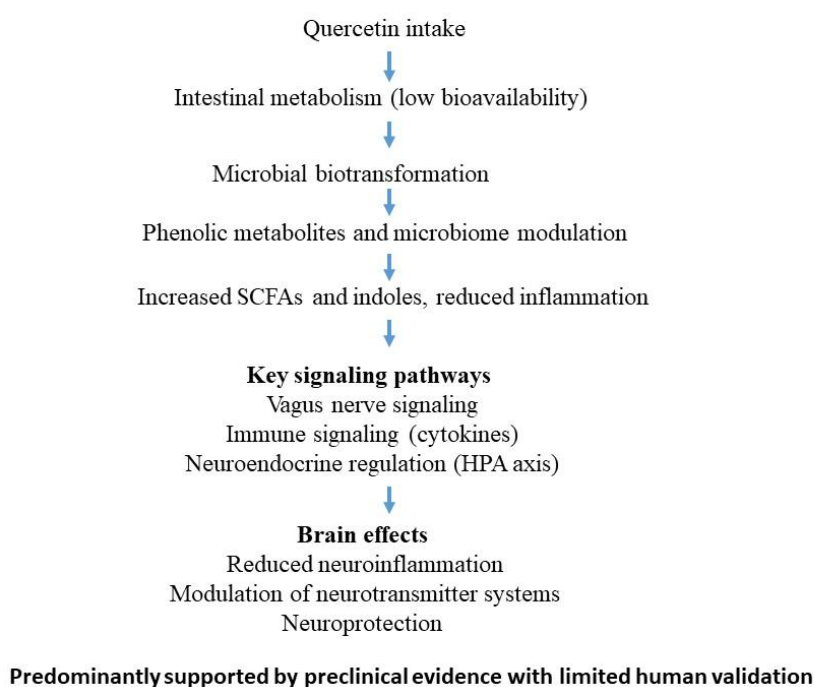 Quercetin intake
Intestinal metabolism (low bioavailability)
Microbial biotransformation
Phenolic metabolites and microbiome modulation
Increased SCFAs and indoles, reduced inflammation
Key signaling pathways
Vagus nerve signaling
Immune signaling (cytokines)
Neuroendocrine regulation (HPA axis)
Brain effects
Reduced neuroinflammation
Modulation of neurotransmitter systems
Neuroprotection
Predominantly supported by preclinical evidence with limited human validation